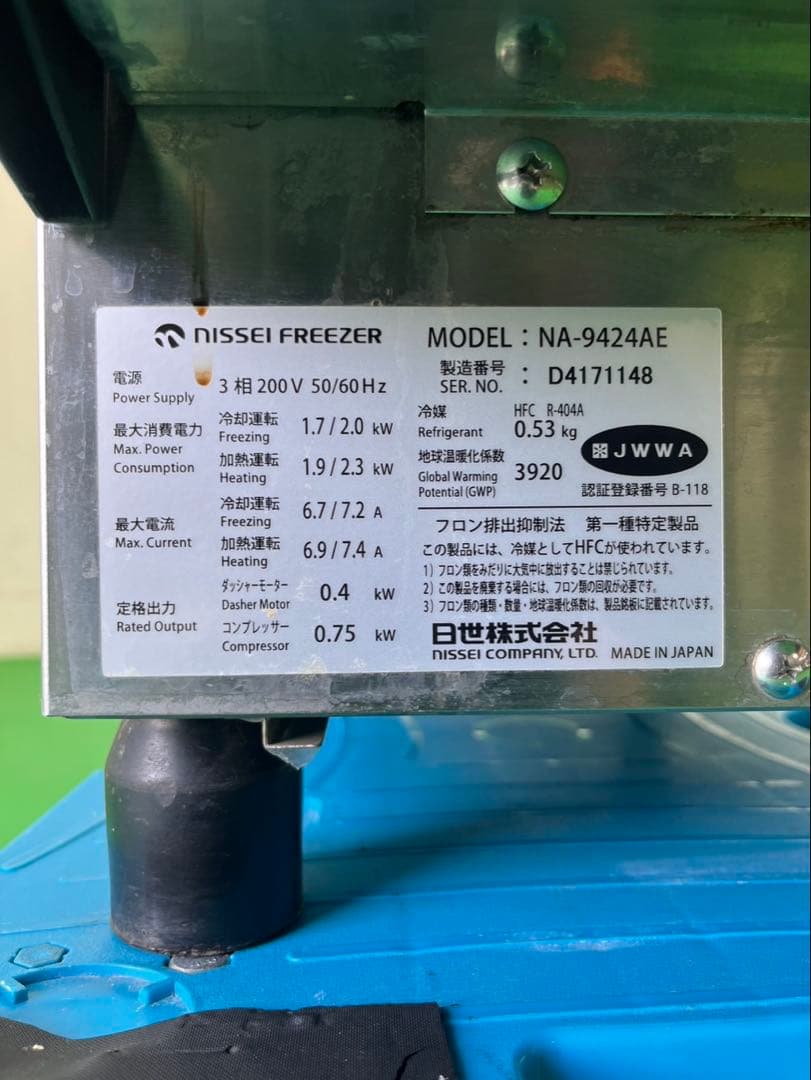 NISSEI FREEZER
MODEL : NA-9424AE
製造番号
SER. NO. : D4171148
電源
Power Supply
3相 200V 50/60Hz
最大消費電力
Max. Power
Consumption
冷却運転
Freezing
1.7 / 2.0 kW
加熱運転
Heating
1.9 / 2.3 kW
最大電流
Max. Current
冷却運転
Freezing
6.7 / 7.2 A
加熱運転
Heating
6.9 / 7.4 A
定格出力
Rated Output
ダッシャーモーター
Dasher Motor
0.4 kW
コンプレッサー
Compressor
0.75 kW
冷媒
Refrigerant
HFC R-404A
0.53 kg
地球温暖化係数
Global Warming
Potential (GWP)
3920
JWWA
認証登録番号 B-118
フロン排出抑制法 第一種特定製品
この製品には、冷媒としてHFCが使われています。
1) フロン類をみだりに大気中に放出することは禁じられています。
2) この製品を廃棄する場合には、フロン類の回収が必要です。
3) フロン類の種類・数量・地球温暖化係数は、製品銘板に記載されています。
日世株式会社
NISSEI COMPANY, LTD. MADE IN JAPAN